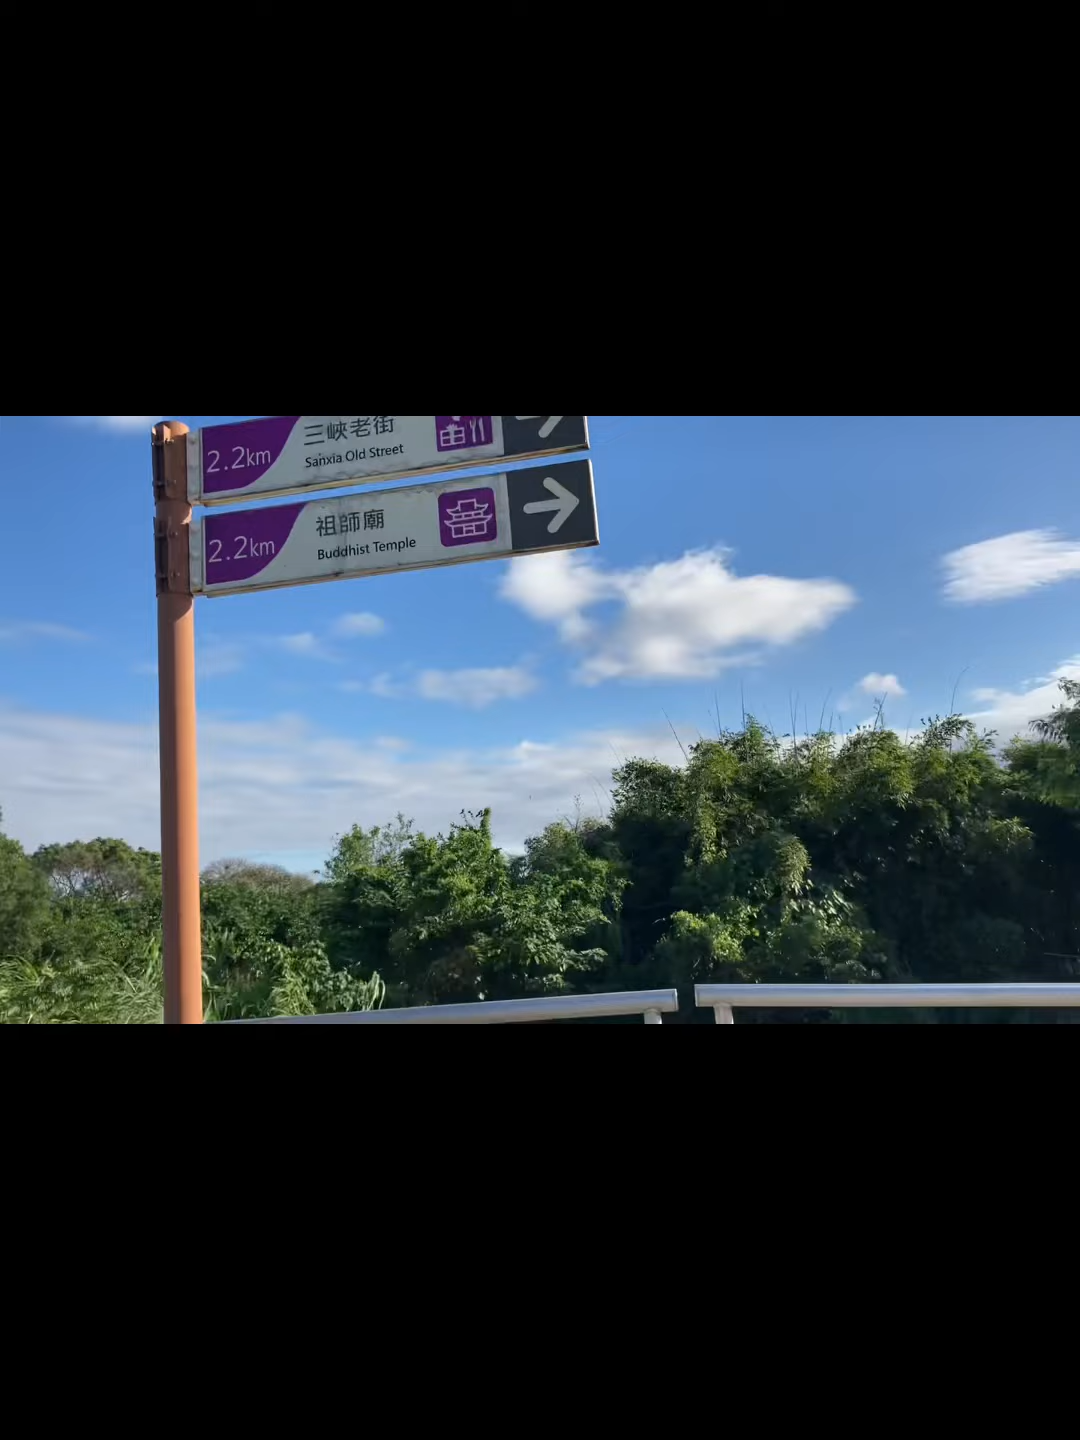 2.2km
三峽老街
Sanxia Old Street
2.2km
祖師廟
Buddhist Temple